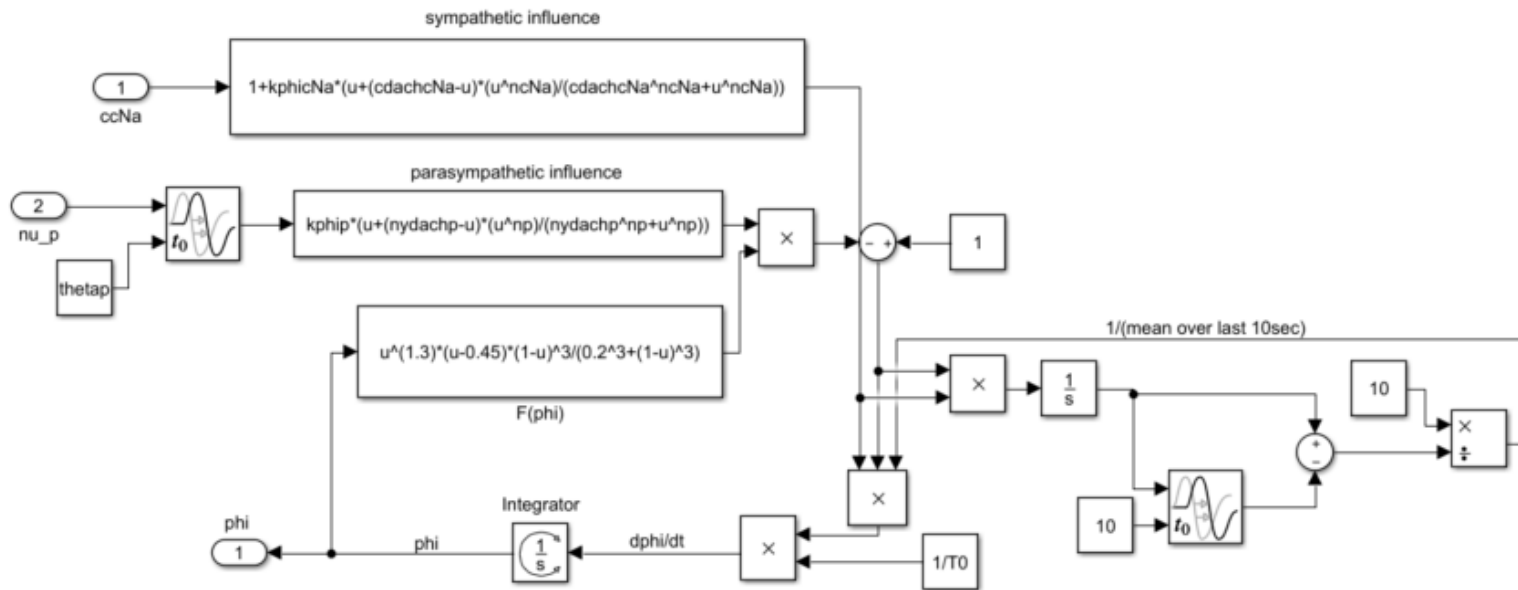 sympathetic influence
1
ccNa
1+kphicNa*(u+(cdachcNa-u)*(u^ncNa)/(cdachcNa^ncNa+u^ncNa))
parasympathetic influence
2
nu_p
t0
thetap
kphip*(u+(nydachp-u)*(u^np)/(nydachp^np+u^np))
×
− +
1
u^(1.3)*(u-0.45)*(1-u)^3/(0.2^3+(1-u)^3)
F(phi)
1/(mean over last 10sec)
×
1
s
10
×
÷
+
−
10
t0
×
Integrator
phi
1
phi
1
s
dphi/dt
×
1/T0